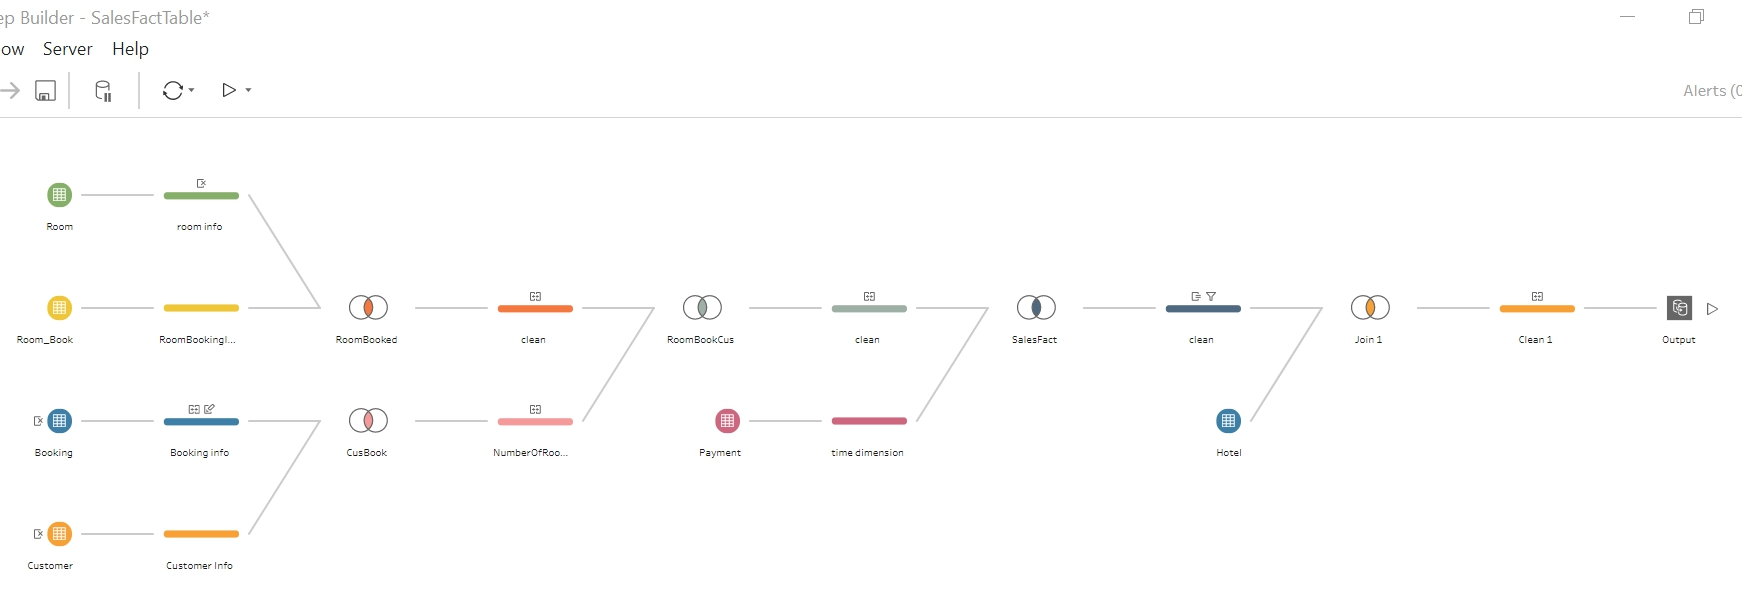 ep Builder - SalesFactTable*
ow Server Help
Alerts (0
Room
room info
Room_Book
RoomBookingI...
RoomBooked
clean
RoomBookCus
clean
SalesFact
clean
Join 1
Clean 1
Output
Booking
Booking info
CusBook
NumberOfRoo...
Payment
time dimension
Hotel
Customer
Customer Info